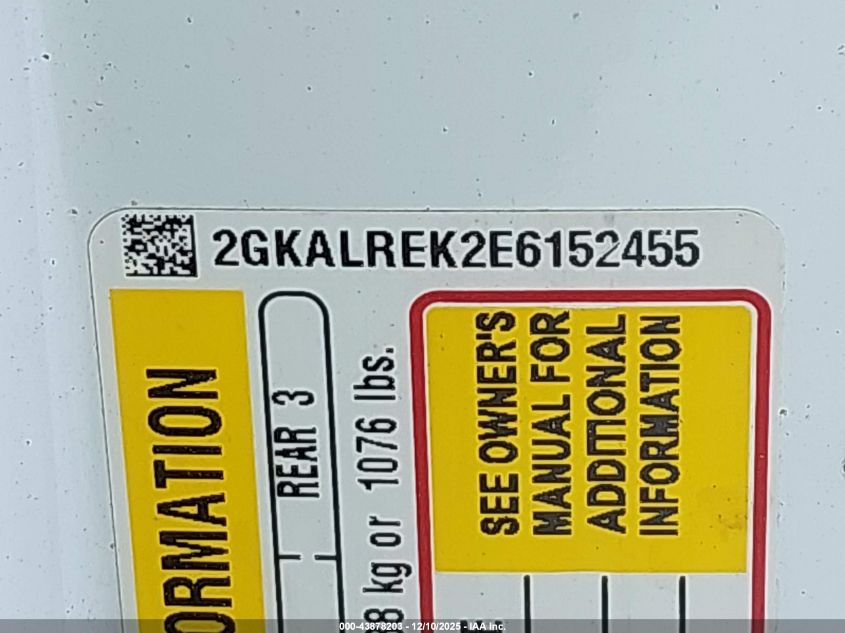 2GKALREK2E6152455
ORMATION
REAR 3
8 kg or 1076 lbs.
SEE OWNER'S
MANUAL FOR
ADDITIONAL
INFORMATION
000-43878203 - 12/10/2025 - IAA Inc.